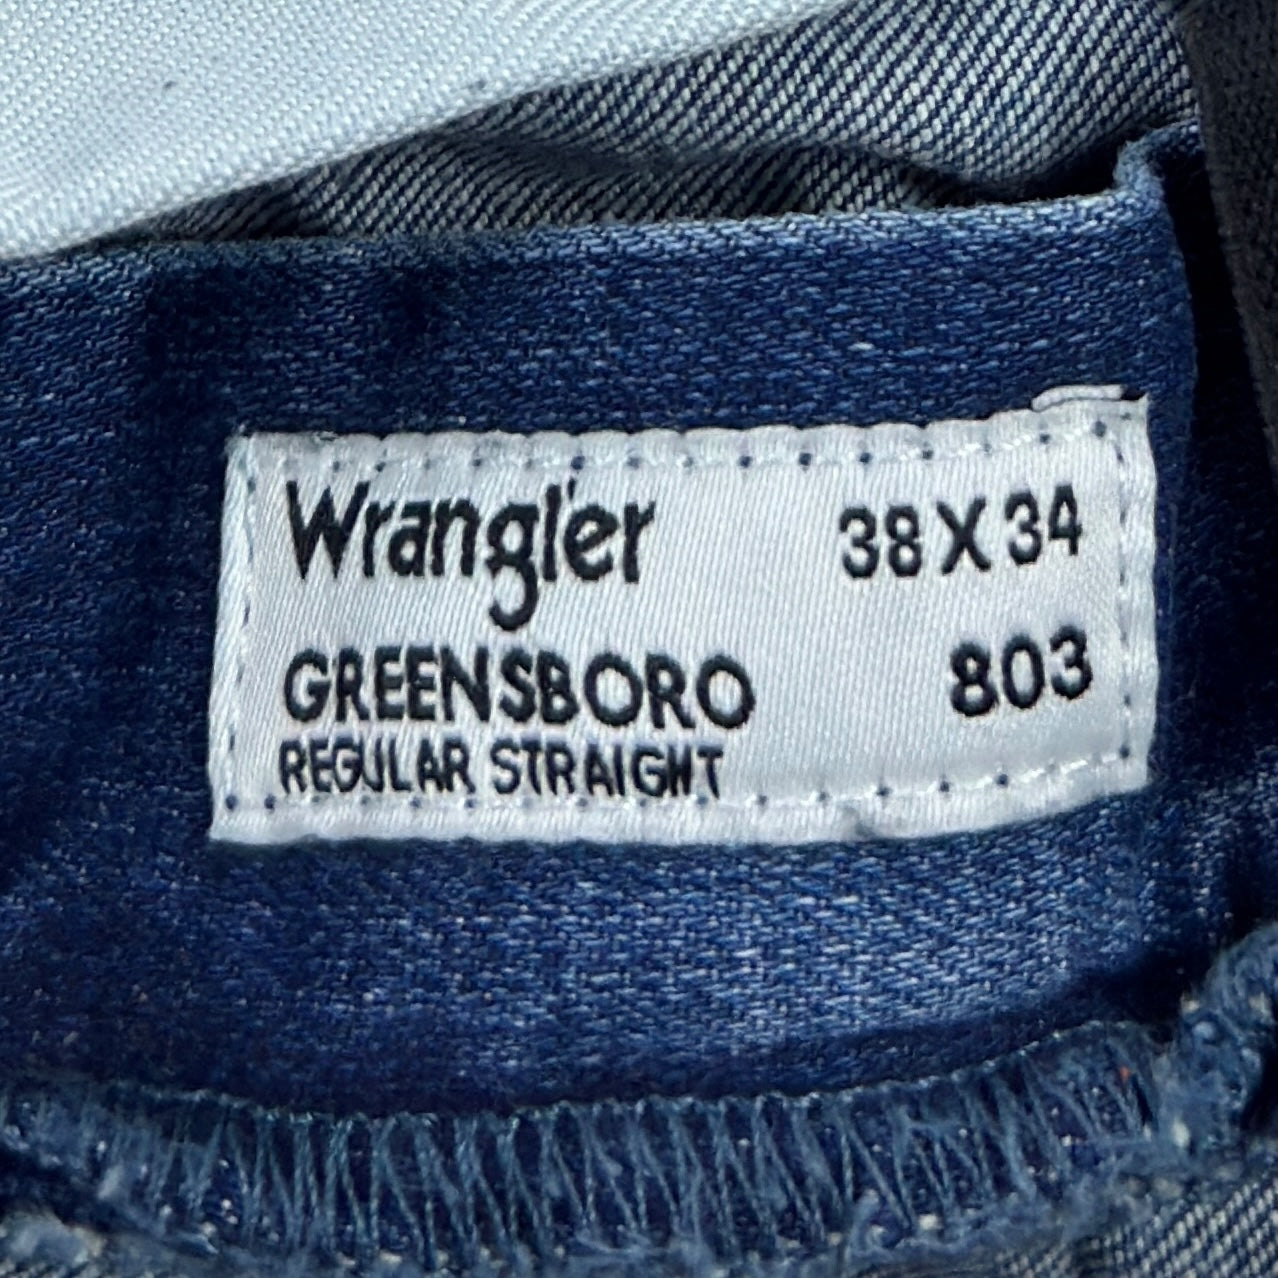 Wrangler 38 X 34
GREENSBORO 803
REGULAR STRAIGHT